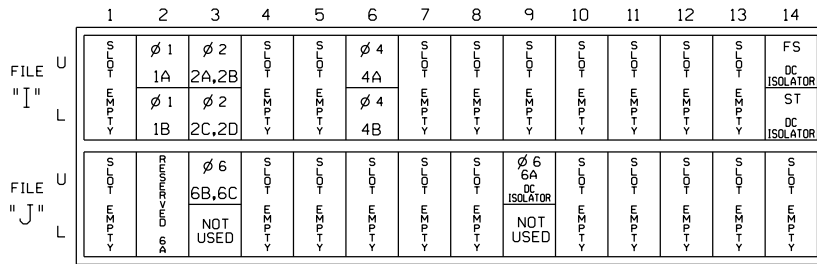 1 2 3 4 5 6 7 8 9 10 11 12 13 14
FILE "I"
U
L
SLOT EMPTY
Ø 1
1A
Ø 1
1B
Ø 2
2A,2B
Ø 2
2C,2D
SLOT EMPTY
SLOT EMPTY
Ø 4
4A
Ø 4
4B
SLOT EMPTY
SLOT EMPTY
SLOT EMPTY
SLOT EMPTY
SLOT EMPTY
SLOT EMPTY
SLOT EMPTY
FS
DC
ISOLATOR
ST
DC
ISOLATOR
FILE "J"
U
L
SLOT EMPTY
RESERVED 6A
Ø 6
6B,6C
NOT
USED
SLOT EMPTY
SLOT EMPTY
SLOT EMPTY
SLOT EMPTY
SLOT EMPTY
Ø 6
6A
DC
ISOLATOR
NOT
USED
SLOT EMPTY
SLOT EMPTY
SLOT EMPTY
SLOT EMPTY
SLOT EMPTY